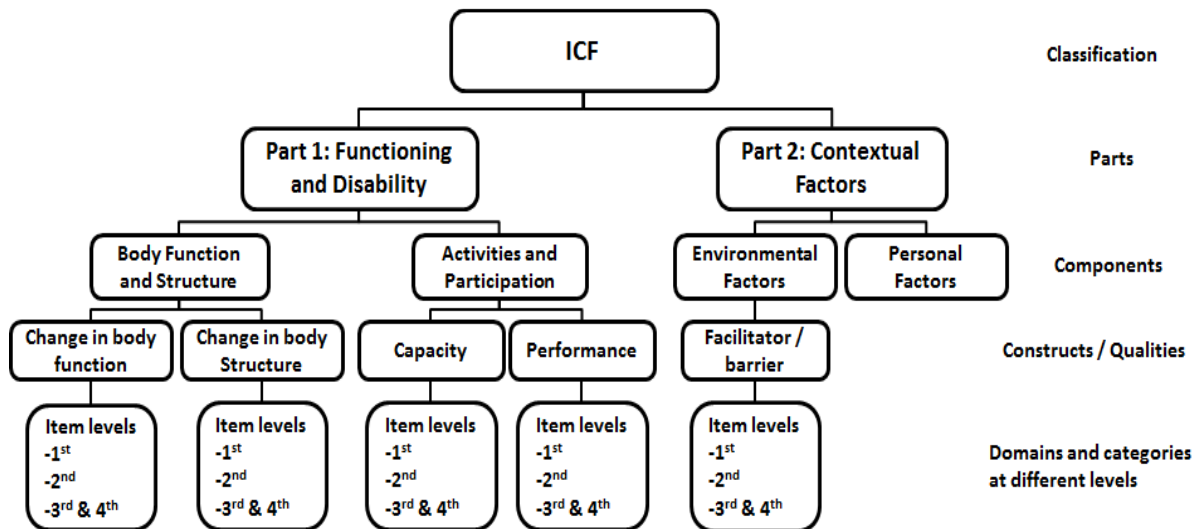 ICF
Classification
Part 1: Functioning
and Disability
Part 2: Contextual
Factors
Parts
Body Function
and Structure
Activities and
Participation
Environmental
Factors
Personal
Factors
Components
Change in body
function
Change in body
Structure
Capacity
Performance
Facilitator /
barrier
Constructs / Qualities
Item levels
-1st
-2nd
-3rd & 4th
Item levels
-1st
-2nd
-3rd & 4th
Item levels
-1st
-2nd
-3rd & 4th
Item levels
-1st
-2nd
-3rd & 4th
Item levels
-1st
-2nd
-3rd & 4th
Domains and categories
at different levels